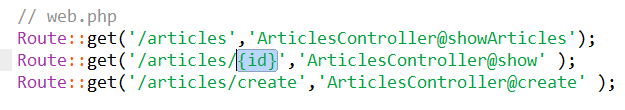 // web.php
Route::get('/articles','ArticlesController@showArticles');
Route::get('/articles/{id}','ArticlesController@show' );
Route::get('/articles/create','ArticlesController@create' );